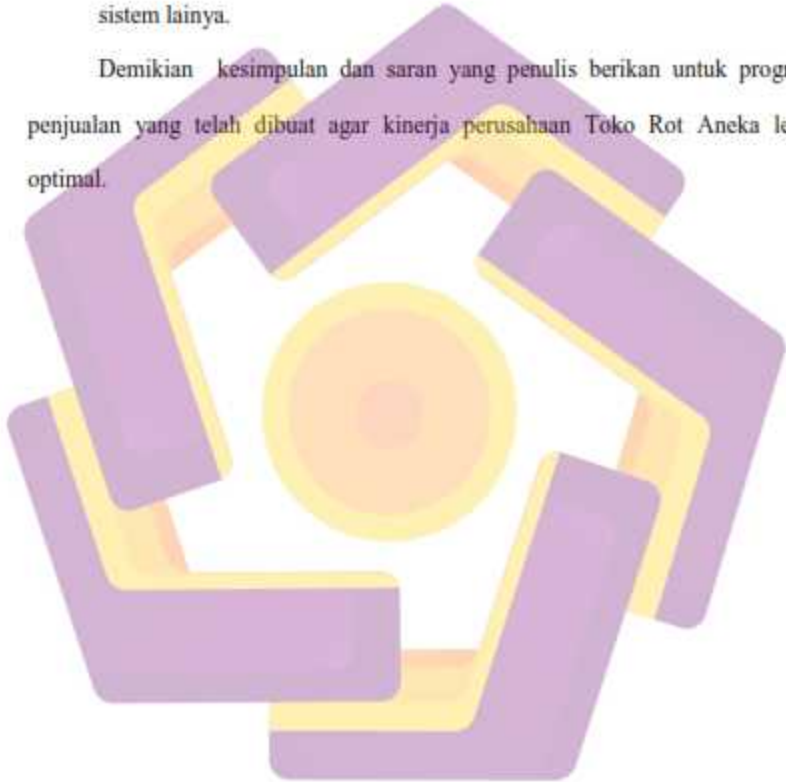 sistem lainya.
Demikian kesimpulan dan saran yang penulis berikan untuk progr
penjualan yang telah dibuat agar kinerja perusahaan Toko Rot Aneka le
optimal.